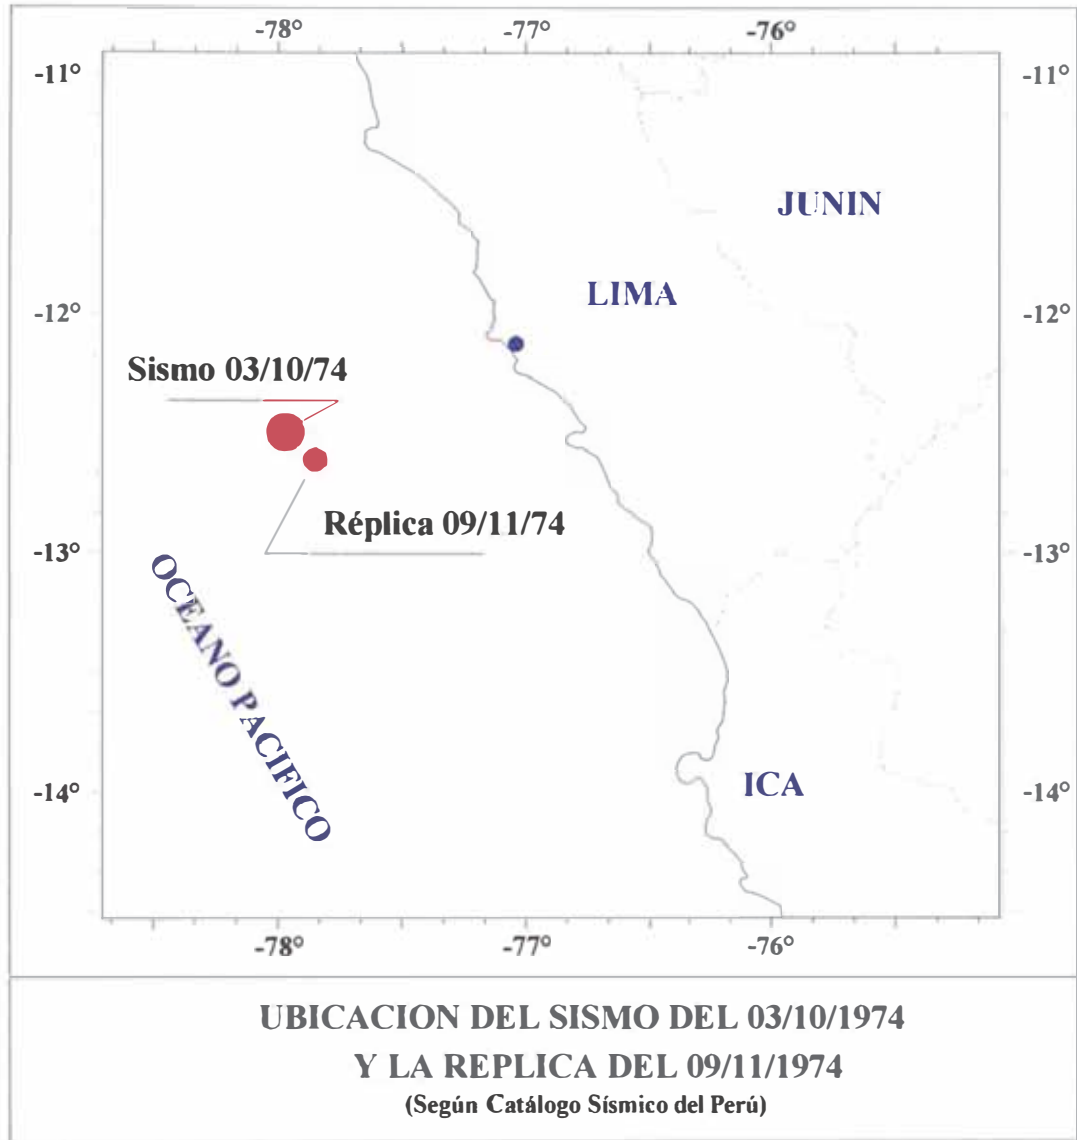 -78° -77° -76°
-11° -11°
JUNIN
LIMA
-12° -12°
Sismo 03/10/74
Réplica 09/11/74
-13° -13°
OCEANO PACIFICO
ICA
-14° -14°
-78° -77° -76°
UBICACION DEL SISMO DEL 03/10/1974
Y LA REPLICA DEL 09/11/1974
(Según Catálogo Sísmico del Perú)